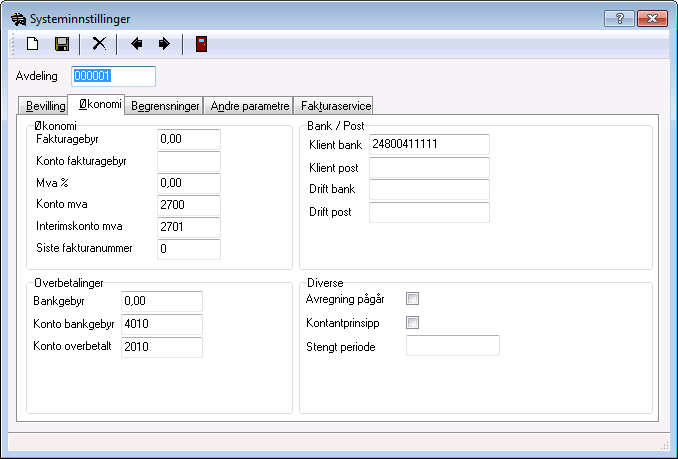 Systeminnstillinger
Avdeling 000001
Bevilling Økonomi Begrensninger Andre parametre Fakturaservice
Økonomi
Fakturagebyr 0,00
Konto fakturagebyr
Mva % 0,00
Konto mva 2700
Interimskonto mva 2701
Siste fakturanummer 0
Bank / Post
Klient bank 24800411111
Klient post
Drift bank
Drift post
Overbetalinger
Bankgebyr 0,00
Konto bankgebyr 4010
Konto overbetalt 2010
Diverse
Avregning pågår
Kontantprinsipp
Stengt periode